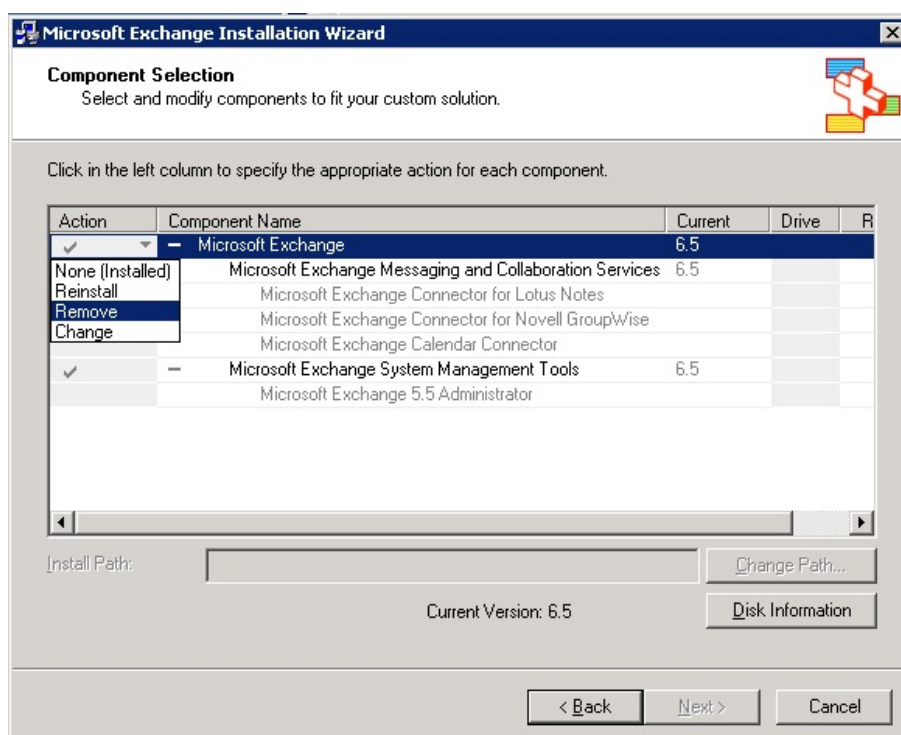 Microsoft Exchange Installation Wizard
Component Selection
Select and modify components to fit your custom solution.
Click in the left column to specify the appropriate action for each component.
Action Component Name Current Drive R
Microsoft Exchange 6.5
None (Installed) Microsoft Exchange Messaging and Collaboration Services 6.5
Reinstall Microsoft Exchange Connector for Lotus Notes
Remove Microsoft Exchange Connector for Novell GroupWise
Change Microsoft Exchange Calendar Connector
Microsoft Exchange System Management Tools 6.5
Microsoft Exchange 5.5 Administrator
Install Path: Change Path...
Current Version: 6.5 Disk Information
< Back Next > Cancel